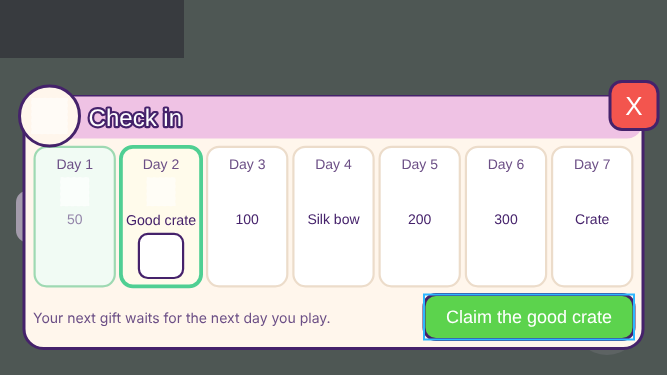 Check in
X
Day 1
50
Day 2
Good crate
Day 3
100
Day 4
Silk bow
Day 5
200
Day 6
300
Day 7
Crate
Your next gift waits for the next day you play.
Claim the good crate